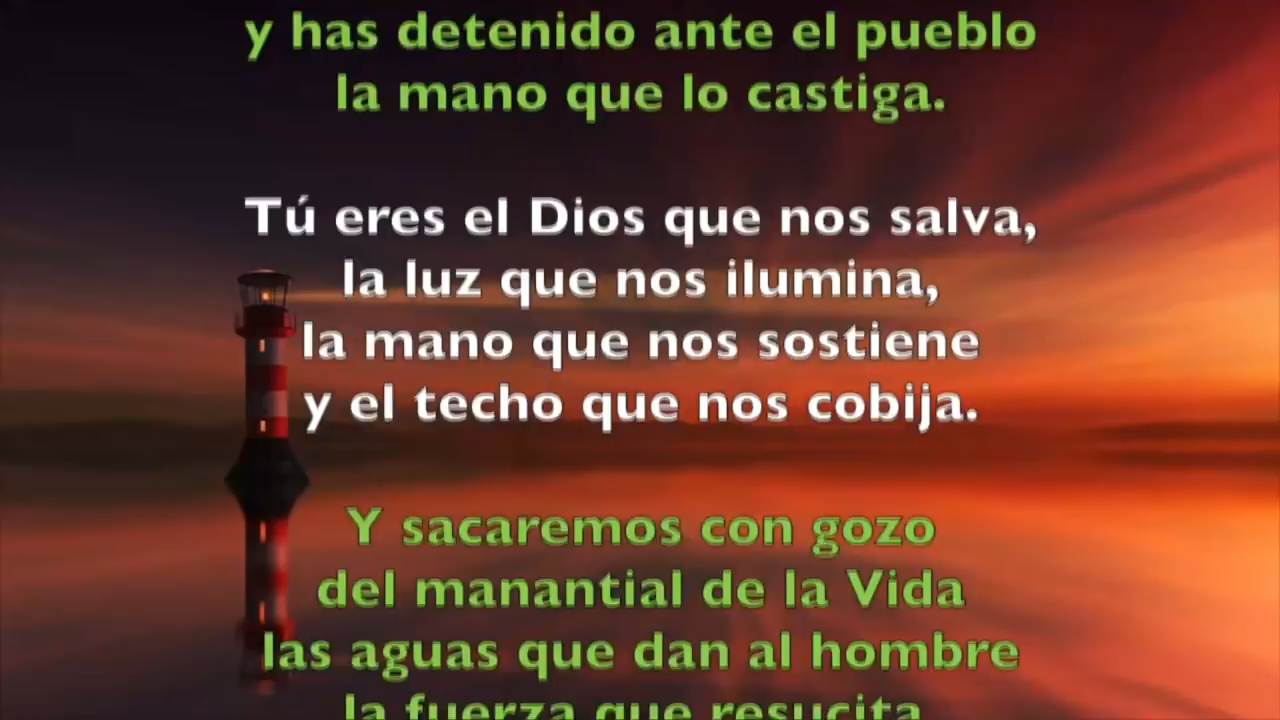 y has detenido ante el pueblo
la mano que lo castiga.
Tú eres el Dios que nos salva,
la luz que nos ilumina,
la mano que nos sostiene
y el techo que nos cobija.
Y sacaremos con gozo
del manantial de la Vida
las aguas que dan al hombre
la fuerza que resucita.